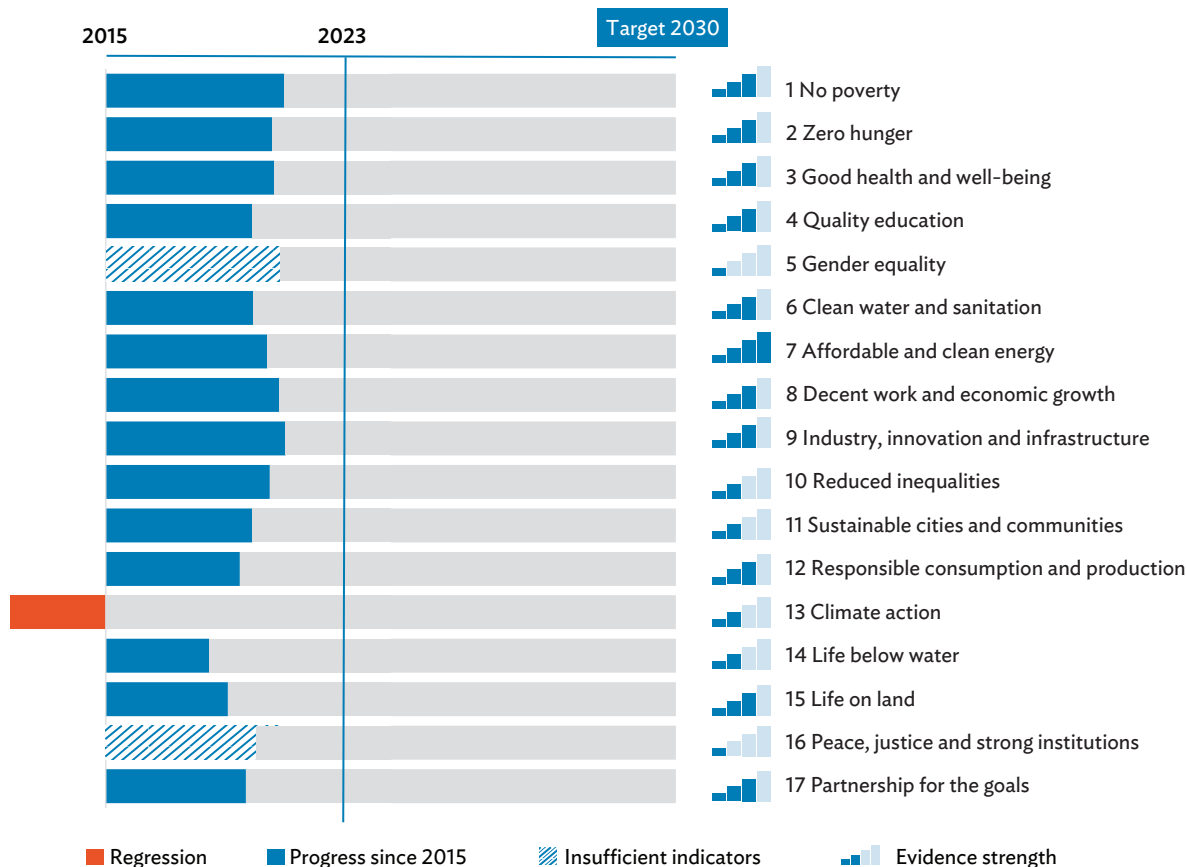 2015
2023
Target 2030
1 No poverty
2 Zero hunger
3 Good health and well-being
4 Quality education
5 Gender equality
6 Clean water and sanitation
7 Affordable and clean energy
8 Decent work and economic growth
9 Industry, innovation and infrastructure
10 Reduced inequalities
11 Sustainable cities and communities
12 Responsible consumption and production
13 Climate action
14 Life below water
15 Life on land
16 Peace, justice and strong institutions
17 Partnership for the goals
Regression
Progress since 2015
Insufficient indicators
Evidence strength